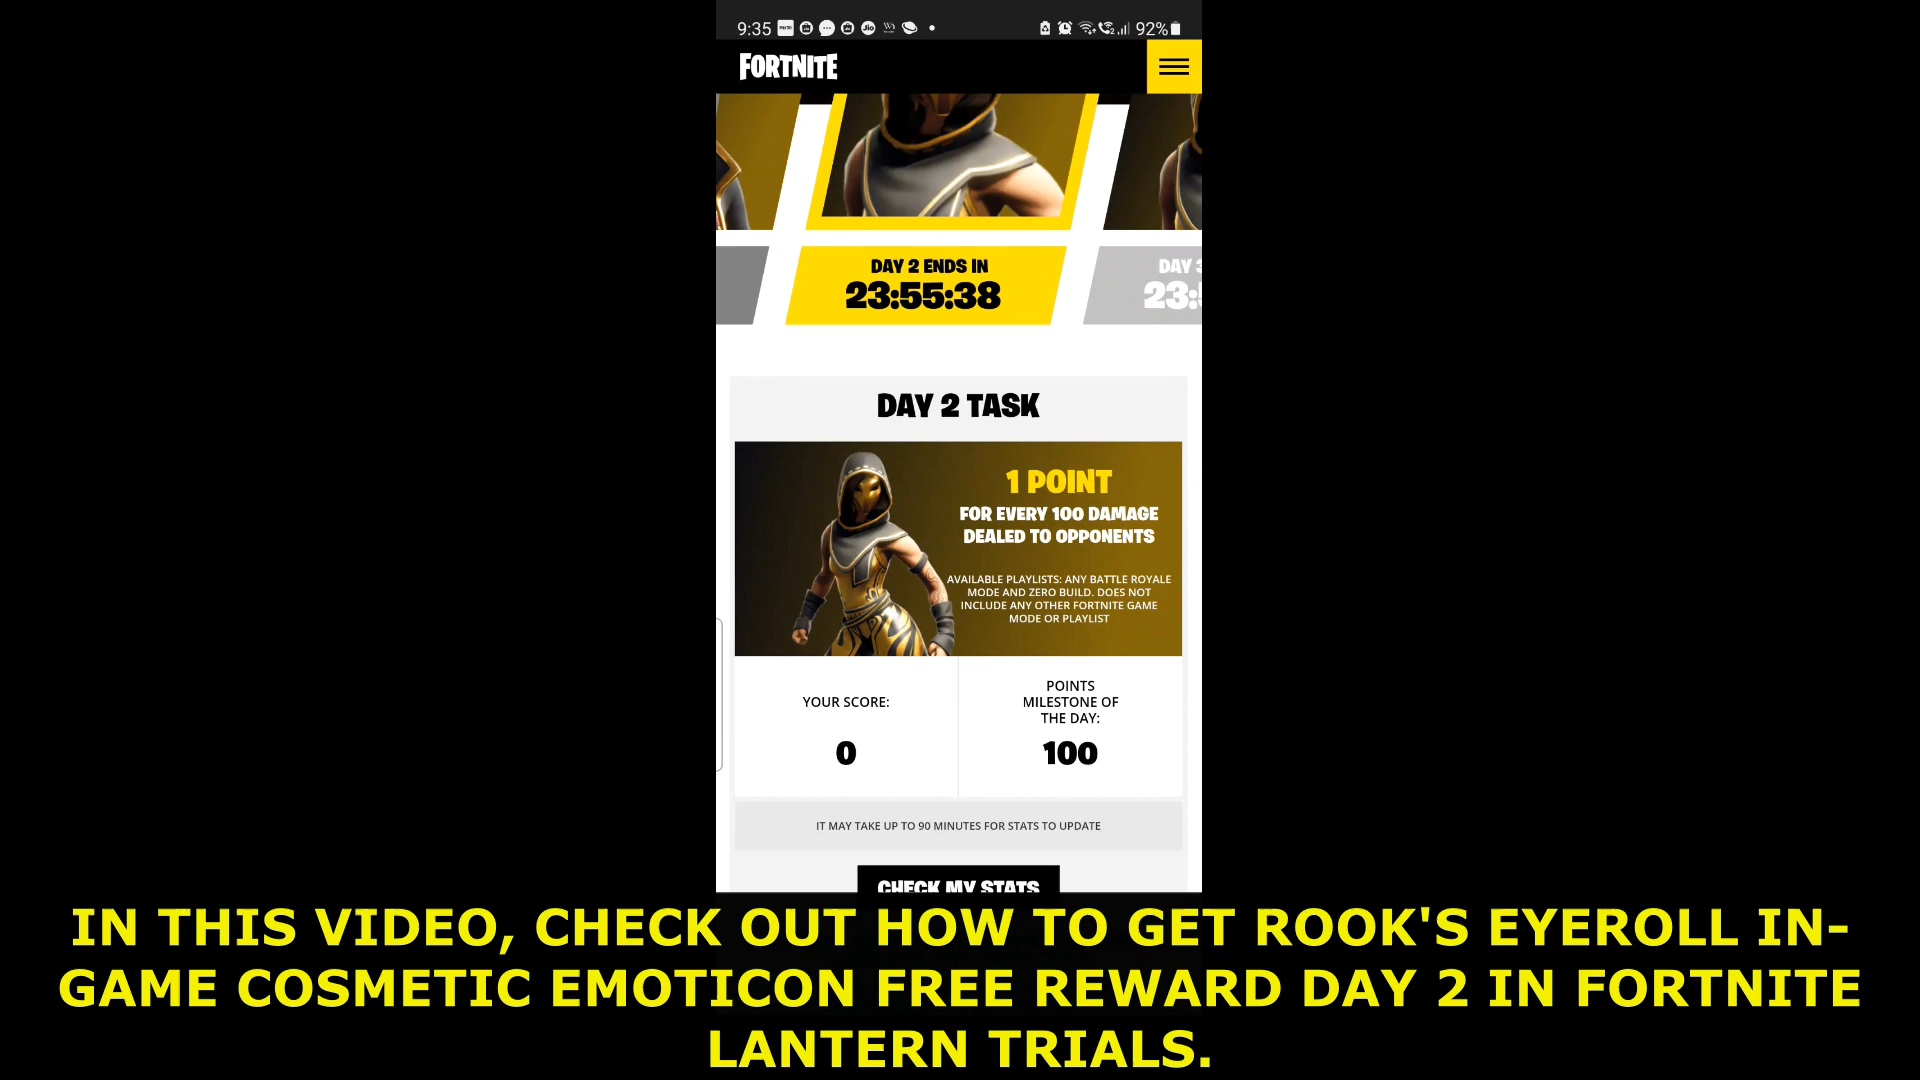 9:35
92%
FORTNITE
DAY 2 ENDS IN
23:55:38
DAY 3
23:
DAY 2 TASK
1 POINT
FOR EVERY 100 DAMAGE
DEALED TO OPPONENTS
AVAILABLE PLAYLISTS: ANY BATTLE ROYALE
MODE AND ZERO BUILD. DOES NOT
INCLUDE ANY OTHER FORTNITE GAME
MODE OR PLAYLIST
YOUR SCORE:
0
POINTS
MILESTONE OF
THE DAY:
100
IT MAY TAKE UP TO 90 MINUTES FOR STATS TO UPDATE
CHECK MY STATS
IN THIS VIDEO, CHECK OUT HOW TO GET ROOK'S EYEROLL IN-
GAME COSMETIC EMOTICON FREE REWARD DAY 2 IN FORTNITE
LANTERN TRIALS.